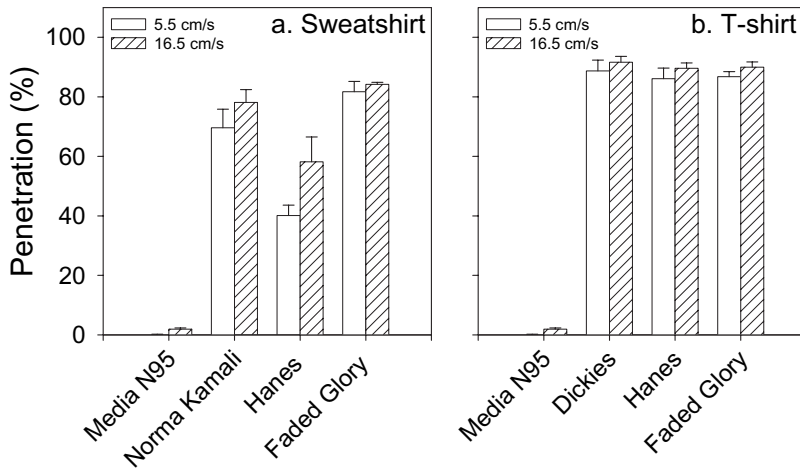 5.5 cm/s
16.5 cm/s
a. Sweatshirt
5.5 cm/s
16.5 cm/s
b. T-shirt
Penetration (%)
100
80
60
40
20
0
Media N95
Norma Kamali
Hanes
Faded Glory
Media N95
Dickies
Hanes
Faded Glory